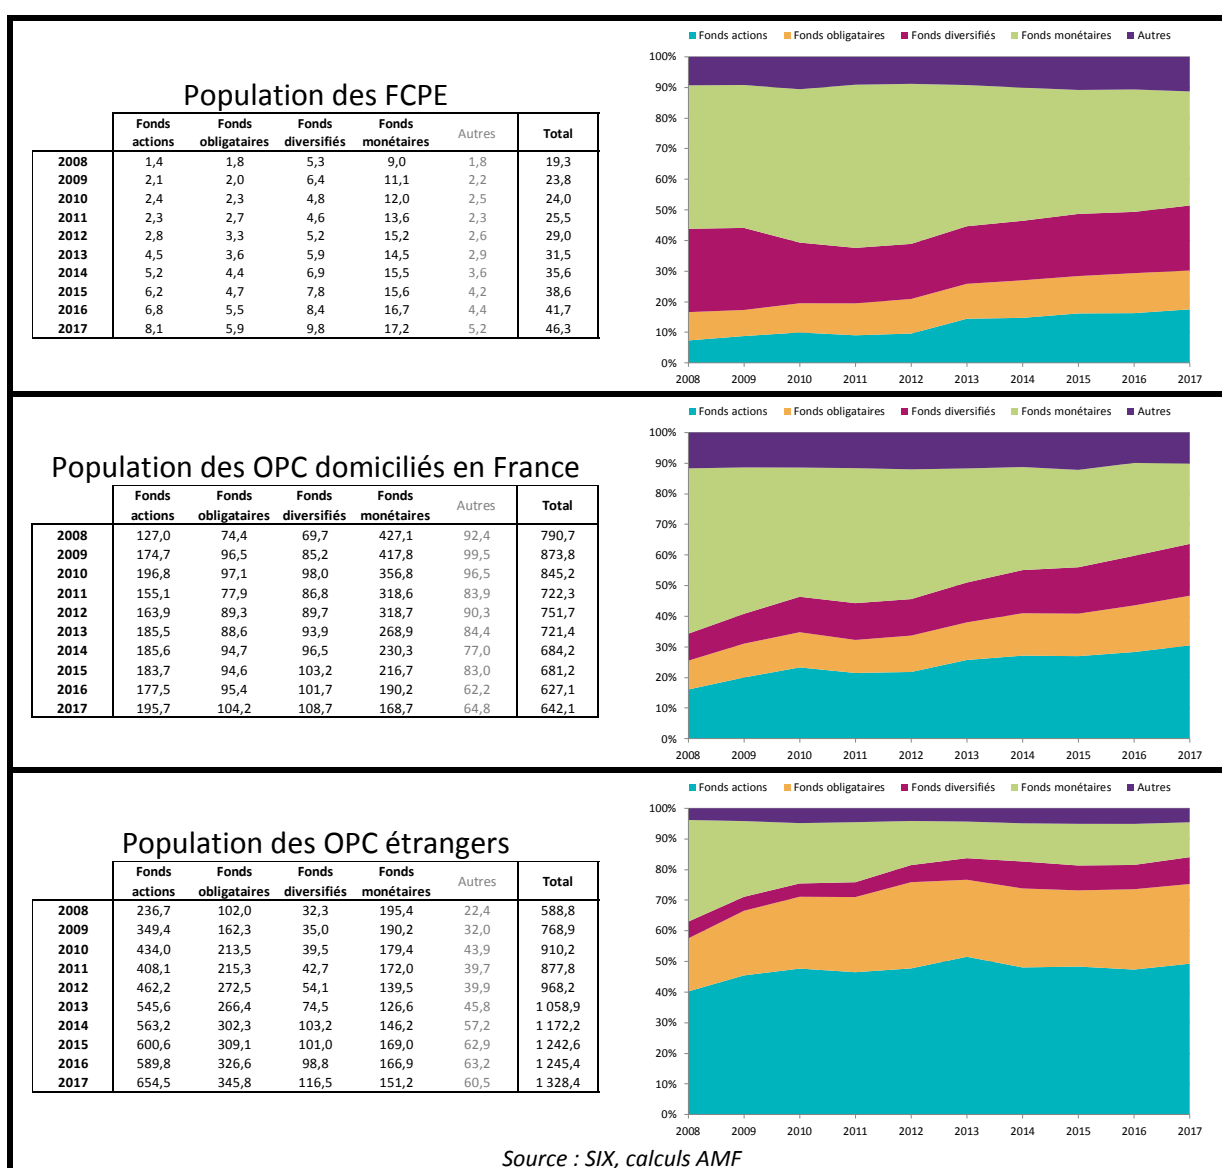 Population des FCPE
Fonds actions Fonds obligataires Fonds diversifiés Fonds monétaires Autres Total
2008 1,4 1,8 5,3 9,0 1,8 19,3
2009 2,1 2,0 6,4 11,1 2,2 23,8
2010 2,4 2,3 4,8 12,0 2,5 24,0
2011 2,3 2,7 4,6 13,6 2,3 25,5
2012 2,8 3,3 5,2 15,2 2,6 29,0
2013 4,5 3,6 5,9 14,5 2,9 31,5
2014 5,2 4,4 6,9 15,5 3,6 35,6
2015 6,2 4,7 7,8 15,6 4,2 38,6
2016 6,8 5,5 8,4 16,7 4,4 41,7
2017 8,1 5,9 9,8 17,2 5,2 46,3
Fonds actions Fonds obligataires Fonds diversifiés Fonds monétaires Autres
100%
90%
80%
70%
60%
50%
40%
30%
20%
10%
0%
2008 2009 2010 2011 2012 2013 2014 2015 2016 2017
Population des OPC domiciliés en France
Fonds actions Fonds obligataires Fonds diversifiés Fonds monétaires Autres Total
2008 127,0 74,4 69,7 427,1 92,4 790,7
2009 174,7 96,5 85,2 417,8 99,5 873,8
2010 196,8 97,1 98,0 356,8 96,5 845,2
2011 155,1 77,9 86,8 318,6 83,9 722,3
2012 163,9 89,3 89,7 318,7 90,3 751,7
2013 185,5 88,6 93,9 268,9 84,4 721,4
2014 185,6 94,7 96,5 230,3 77,0 684,2
2015 183,7 94,6 103,2 216,7 83,0 681,2
2016 177,5 95,4 101,7 190,2 62,2 627,1
2017 195,7 104,2 108,7 168,7 64,8 642,1
Fonds actions Fonds obligataires Fonds diversifiés Fonds monétaires Autres
100%
90%
80%
70%
60%
50%
40%
30%
20%
10%
0%
2008 2009 2010 2011 2012 2013 2014 2015 2016 2017
Population des OPC étrangers
Fonds actions Fonds obligataires Fonds diversifiés Fonds monétaires Autres Total
2008 236,7 102,0 32,3 195,4 22,4 588,8
2009 349,4 162,3 35,0 190,2 32,0 768,9
2010 434,0 213,5 39,5 179,4 43,9 910,2
2011 408,1 215,3 42,7 172,0 39,7 877,8
2012 462,2 272,5 54,1 139,5 39,9 968,2
2013 545,6 266,4 74,5 126,6 45,8 1 058,9
2014 563,2 302,3 103,2 146,2 57,2 1 172,2
2015 600,6 309,1 101,0 169,0 62,9 1 242,6
2016 589,8 326,6 98,8 166,9 63,2 1 245,4
2017 654,5 345,8 116,5 151,2 60,5 1 328,4
Fonds actions Fonds obligataires Fonds diversifiés Fonds monétaires Autres
100%
90%
80%
70%
60%
50%
40%
30%
20%
10%
0%
2008 2009 2010 2011 2012 2013 2014 2015 2016 2017
Source : SIX, calculs AMF